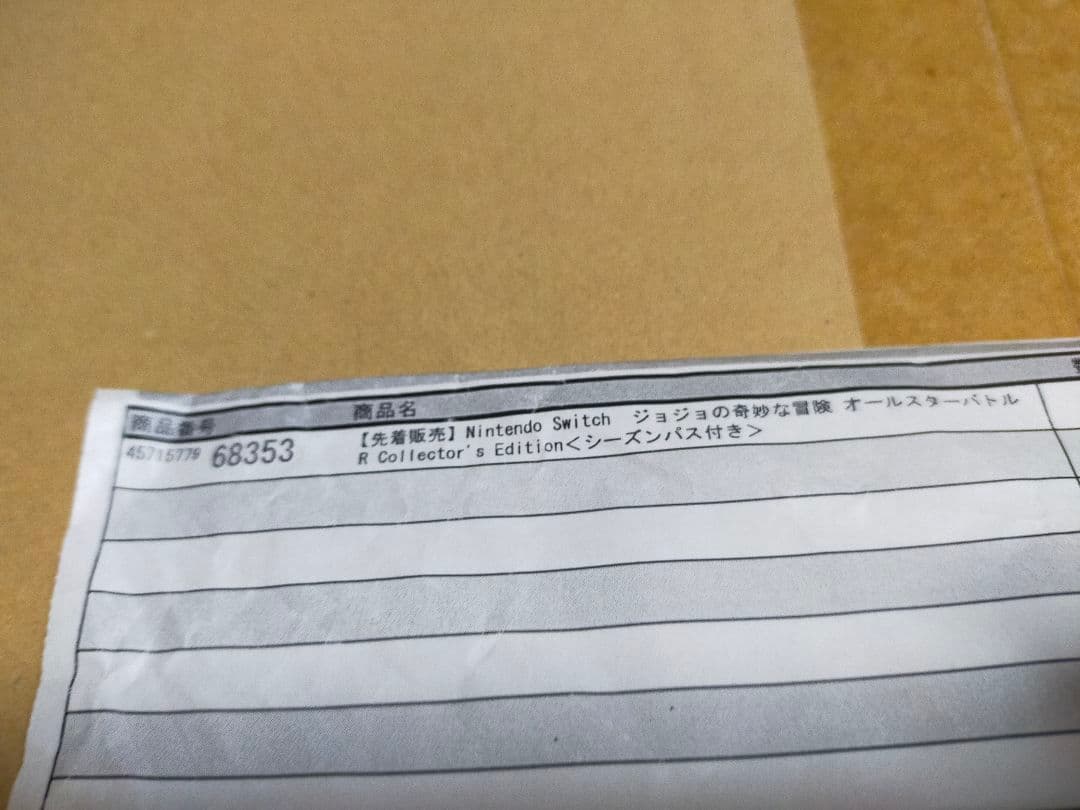 商品番号 商品名
45715779 68353 【先着販売】Nintendo Switch ジョジョの奇妙な冒険 オールスターバトル
R Collector's Edition<シーズンパス付き>